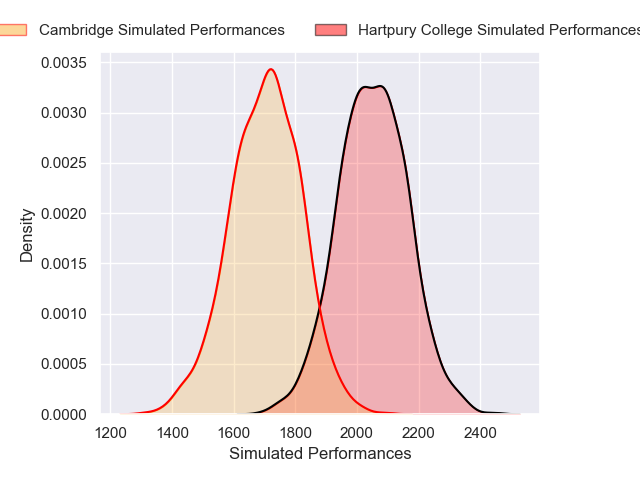 Cambridge Simulated Performances
Hartpury College Simulated Performances
0.0035
0.0030
0.0025
0.0020
0.0015
0.0010
0.0005
0.0000
Density
1200 1400 1600 1800 2000 2200 2400
Simulated Performances